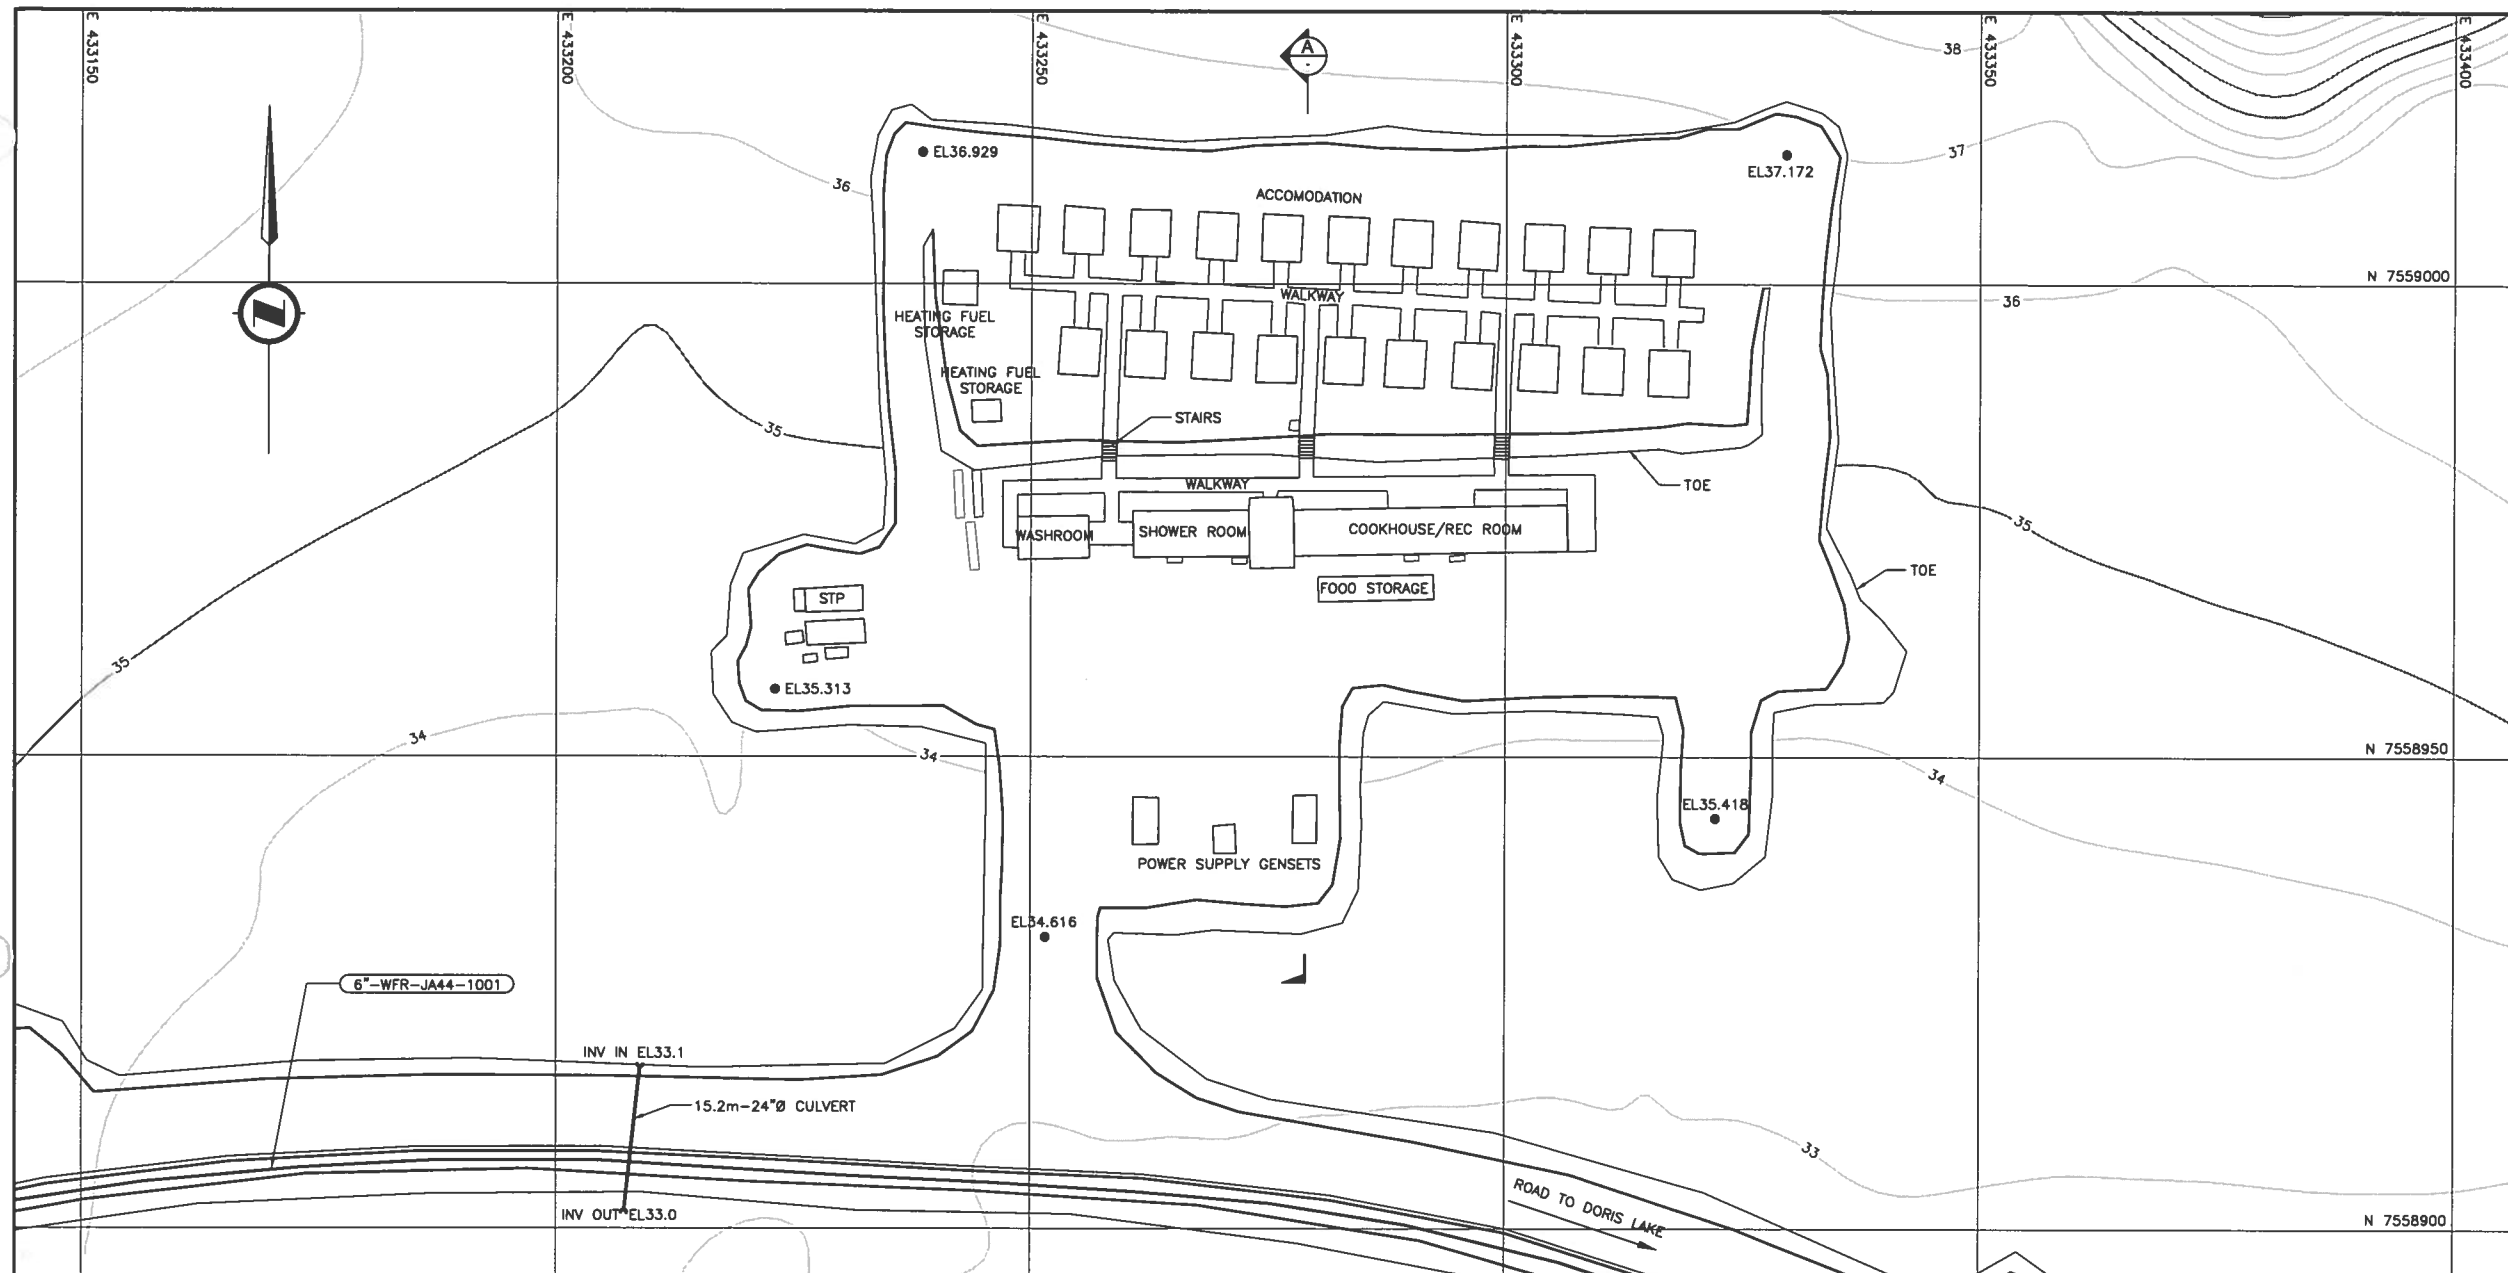 E 433150
E 433200
E 433250
E 433300
E 433350
E 433400
A
-
38
37
36
EL36.929
EL37.172
ACCOMODATION
N 7559000
WALKWAY
36
HEATING FUEL
STORAGE
HEATING FUEL
STORAGE
STAIRS
35
TOE
WALKWAY
35
WASHROOM
SHOWER ROOM
COOKHOUSE/REC ROOM
TOE
FOOO STORAGE
STP
35
EL35.313
34
34
N 7558950
34
EL35.418
POWER SUPPLY GENSETS
EL34.616
6"-WFR-JA44-1001
INV IN EL33.1
15.2m-24"Ø CULVERT
33
ROAD TO DORIS LAKE
INV OUT EL33.0
N 7558900